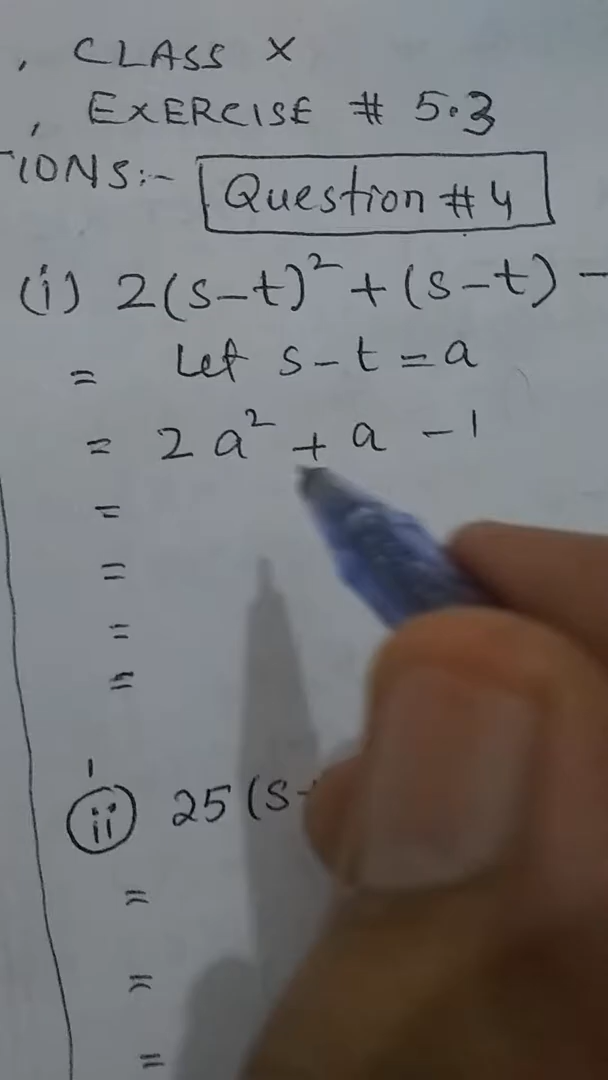 , CLASS X
, EXERCISE # 5.3
IONS:-
Question # 4
(i) 2(s-t)² + (s-t) -
= Let s-t = a
= 2a² + a - 1
=
=
=
=
(ii) 25(s-
=
=
=